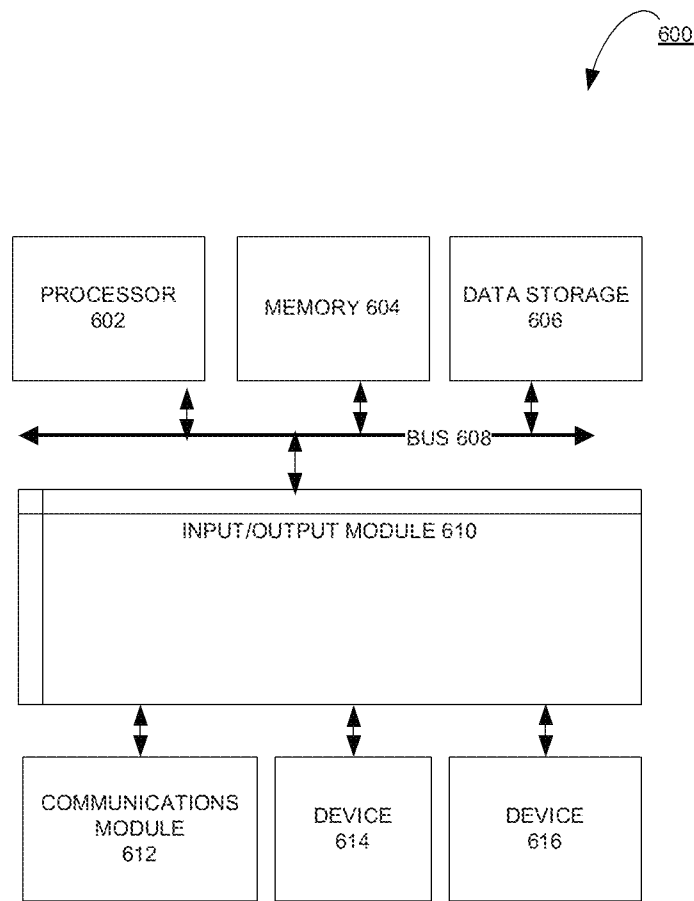 600
PROCESSOR
602
MEMORY 604
DATA STORAGE
606
BUS 608
INPUT/OUTPUT MODULE 610
COMMUNICATIONS
MODULE
612
DEVICE
614
DEVICE
616